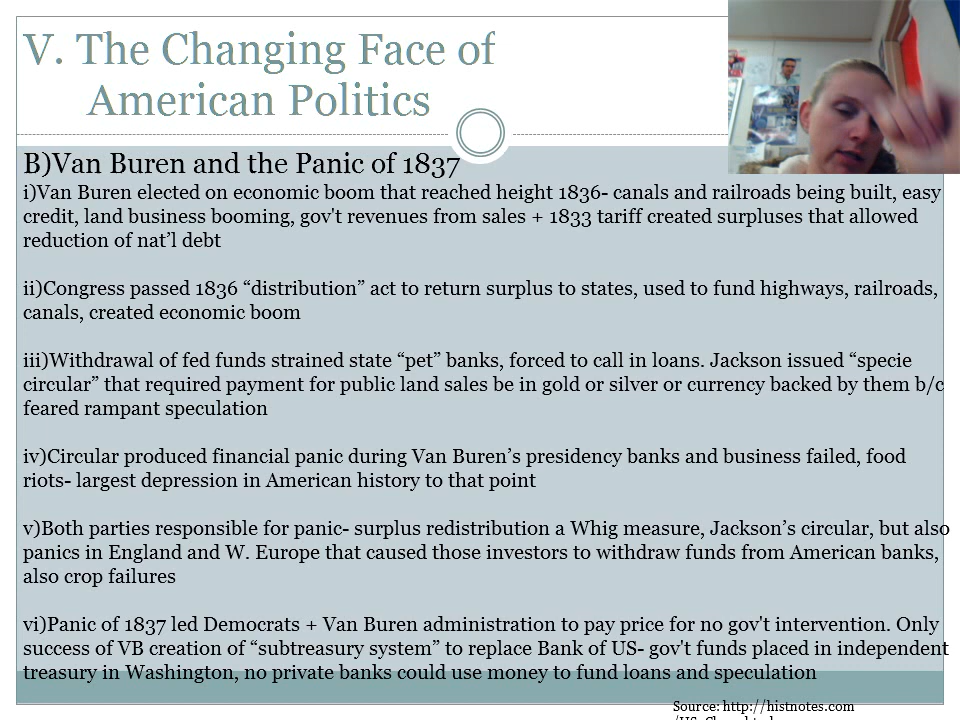 V. The Changing Face of
American Politics
B)Van Buren and the Panic of 1837
i)Van Buren elected on economic boom that reached height 1836- canals and railroads being built, easy
credit, land business booming, gov't revenues from sales + 1833 tariff created surpluses that allowed
reduction of nat’l debt
ii)Congress passed 1836 “distribution” act to return surplus to states, used to fund highways, railroads,
canals, created economic boom
iii)Withdrawal of fed funds strained state “pet” banks, forced to call in loans. Jackson issued “specie
circular” that required payment for public land sales be in gold or silver or currency backed by them b/c
feared rampant speculation
iv)Circular produced financial panic during Van Buren’s presidency banks and business failed, food
riots- largest depression in American history to that point
v)Both parties responsible for panic- surplus redistribution a Whig measure, Jackson’s circular, but also
panics in England and W. Europe that caused those investors to withdraw funds from American banks,
also crop failures
vi)Panic of 1837 led Democrats + Van Buren administration to pay price for no gov't intervention. Only
success of VB creation of “subtreasury system” to replace Bank of US- gov't funds placed in independent
treasury in Washington, no private banks could use money to fund loans and speculation
Source: http://histnotes.com